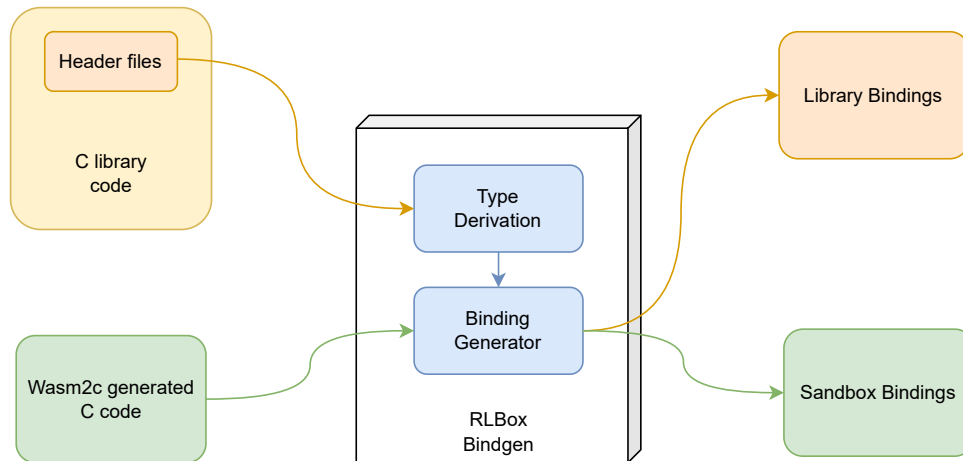 Header files
C library
code
Type
Derivation
Library Bindings
Wasm2c generated
C code
Binding
Generator
Sandbox Bindings
RLBox
Bindgen